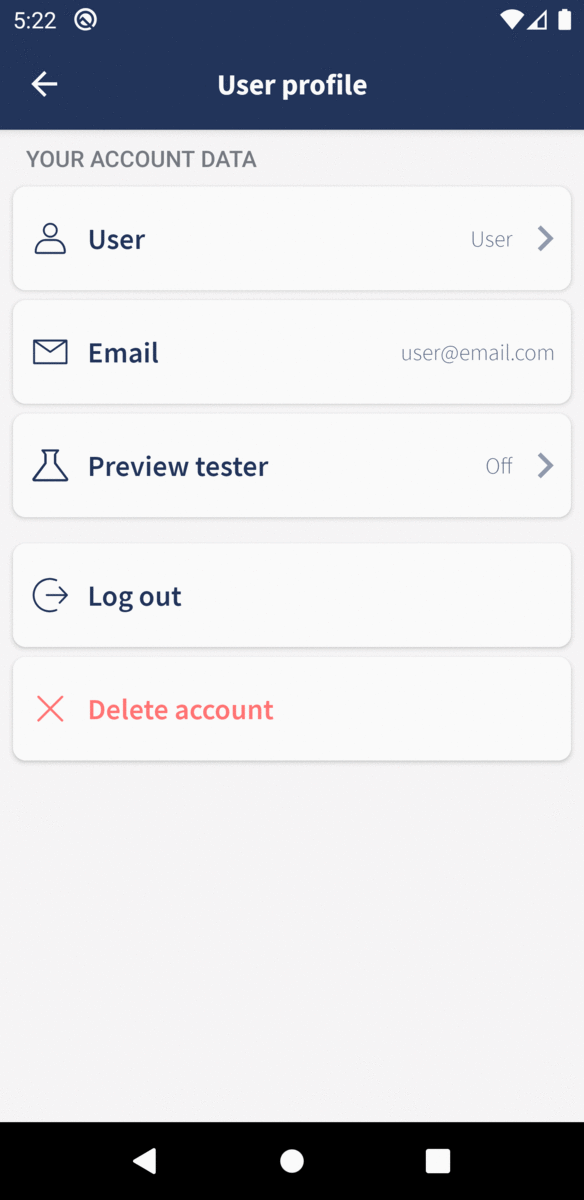 5:22
User profile
YOUR ACCOUNT DATA
User User
Email user@email.com
Preview tester Off
Log out
Delete account